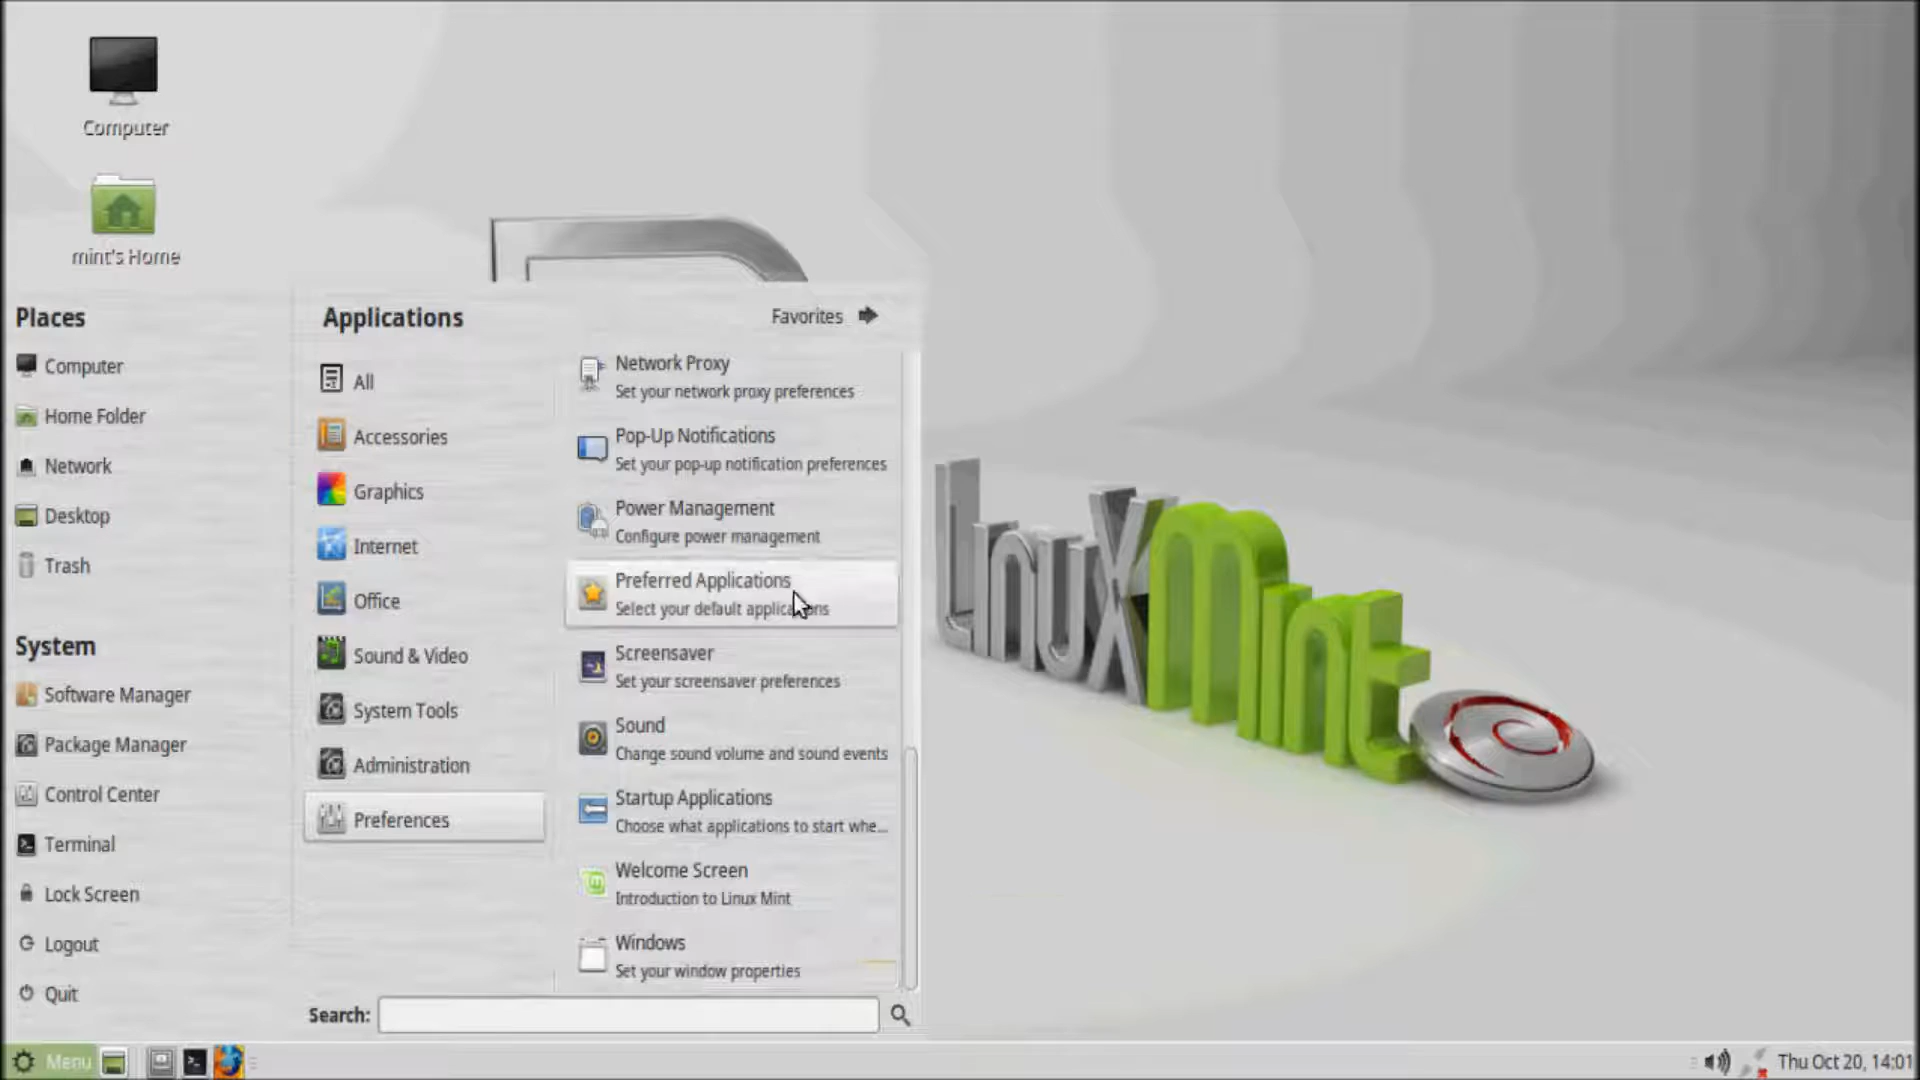 Computer
mint's Home
Places
Computer
Home Folder
Network
Desktop
Trash
System
Software Manager
Package Manager
Control Center
Terminal
Lock Screen
Logout
Quit
Applications
Favorites
All
Accessories
Graphics
Internet
Office
Sound & Video
System Tools
Administration
Preferences
Network Proxy
Set your network proxy preferences
Pop-Up Notifications
Set your pop-up notification preferences
Power Management
Configure power management
Preferred Applications
Select your default applications
Screensaver
Set your screensaver preferences
Sound
Change sound volume and sound events
Startup Applications
Choose what applications to start whe...
Welcome Screen
Introduction to Linux Mint
Windows
Set your window properties
Search:
LinuxMint
Menu
Thu Oct 20, 14:01